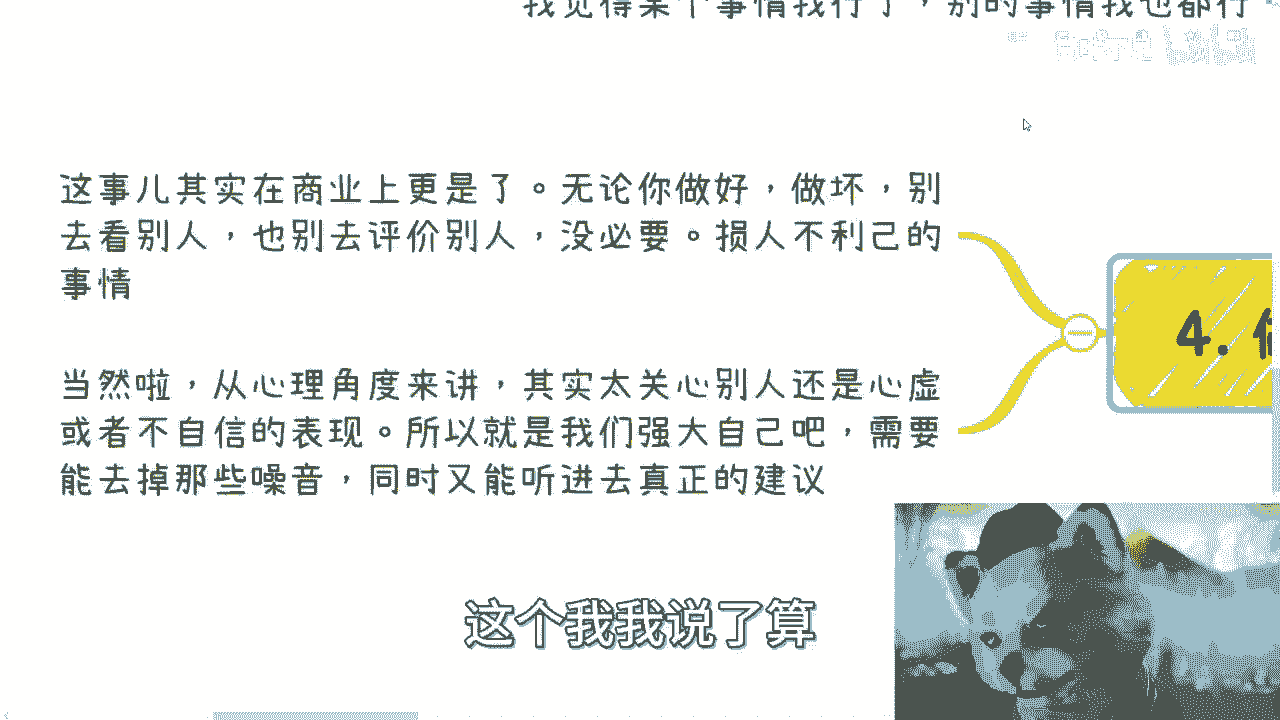 我觉得某个事情我行了，别的事情我也都行
这事儿其实在商业上更是了。无论你做好，做坏，别
去看别人，也别去评价别人，没必要。损人不利己的
事情
当然啦，从心理角度来讲，其实太关心别人还是心虚
或者不自信的表现。所以就是我们强大自己吧，需要
能去掉那些噪音，同时又能听进去真正的建议
4.
这个我我说了算